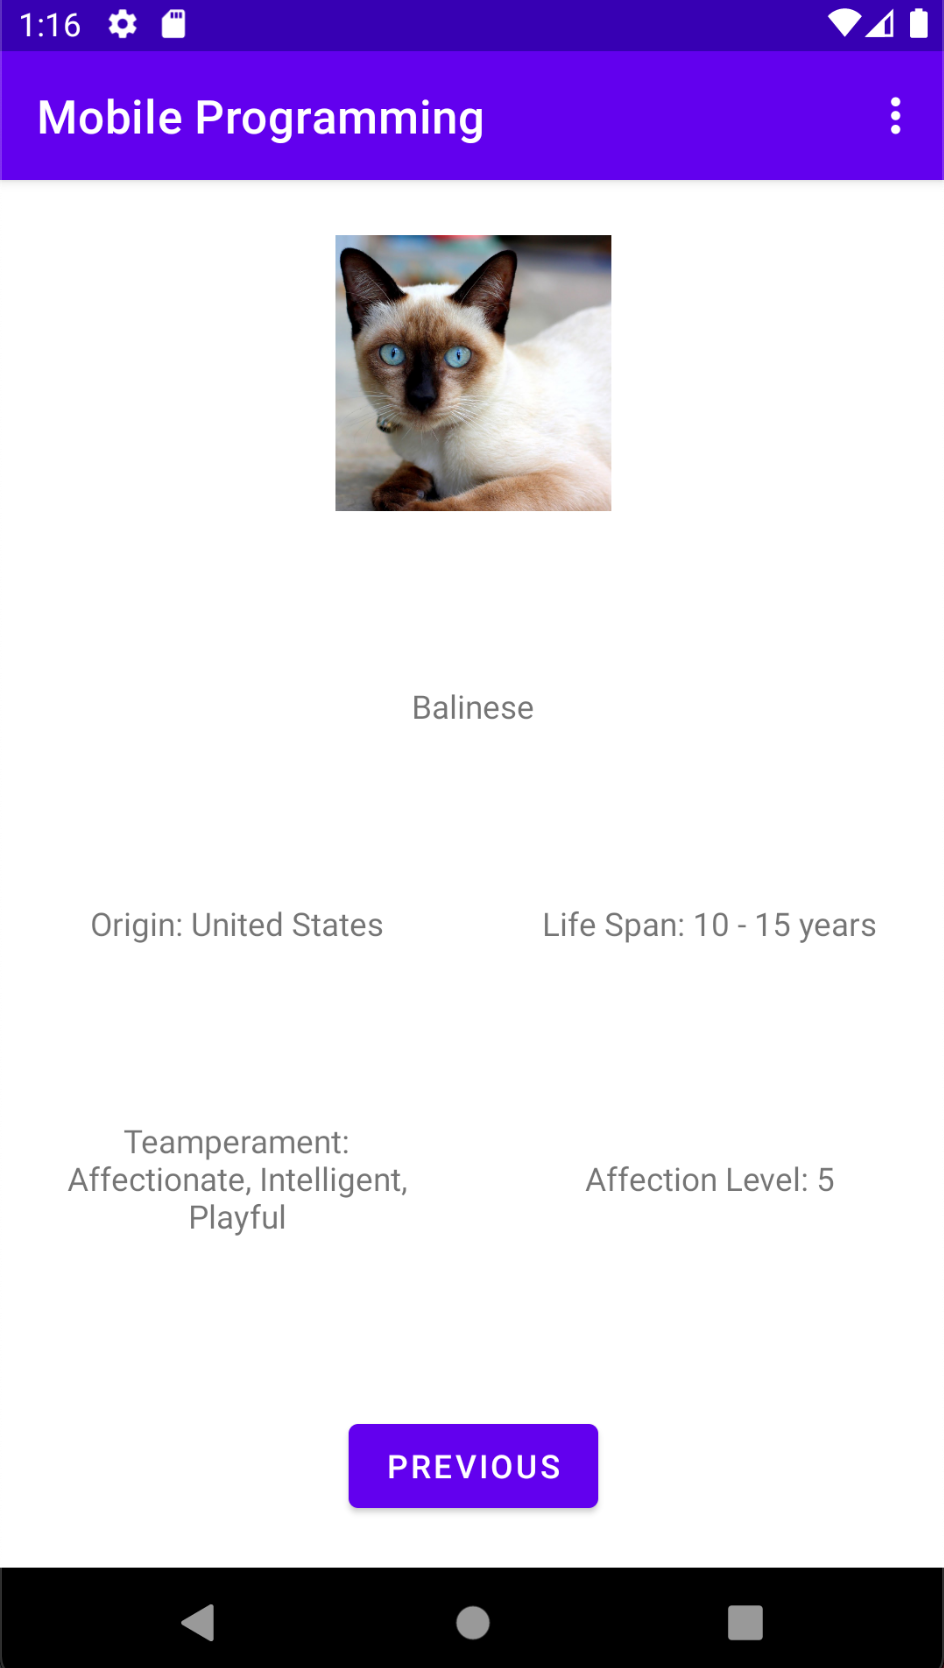 1:16
Mobile Programming
Balinese
Origin: United States
Life Span: 10 - 15 years
Teamperament:
Affectionate, Intelligent,
Playful
Affection Level: 5
PREVIOUS